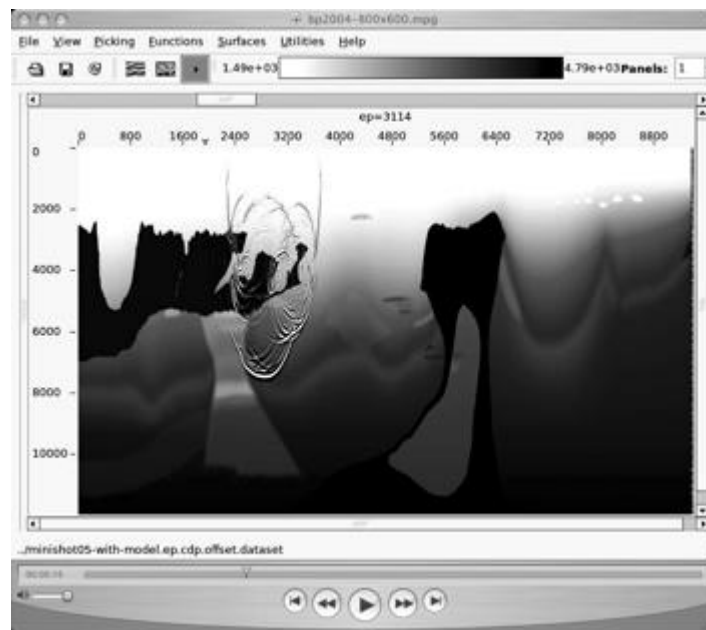 bp2004-800x600.mpg
File View Picking Functions Surfaces Utilities Help
1.49e+03 4.79e+03 Panels: 1
ep=3114
0 800 1600 2400 3200 4000 4800 5600 6400 7200 8000 8800
0
2000
4000
6000
8000
10000
../minishot05-with-model.ep.cdp.offset.dataset